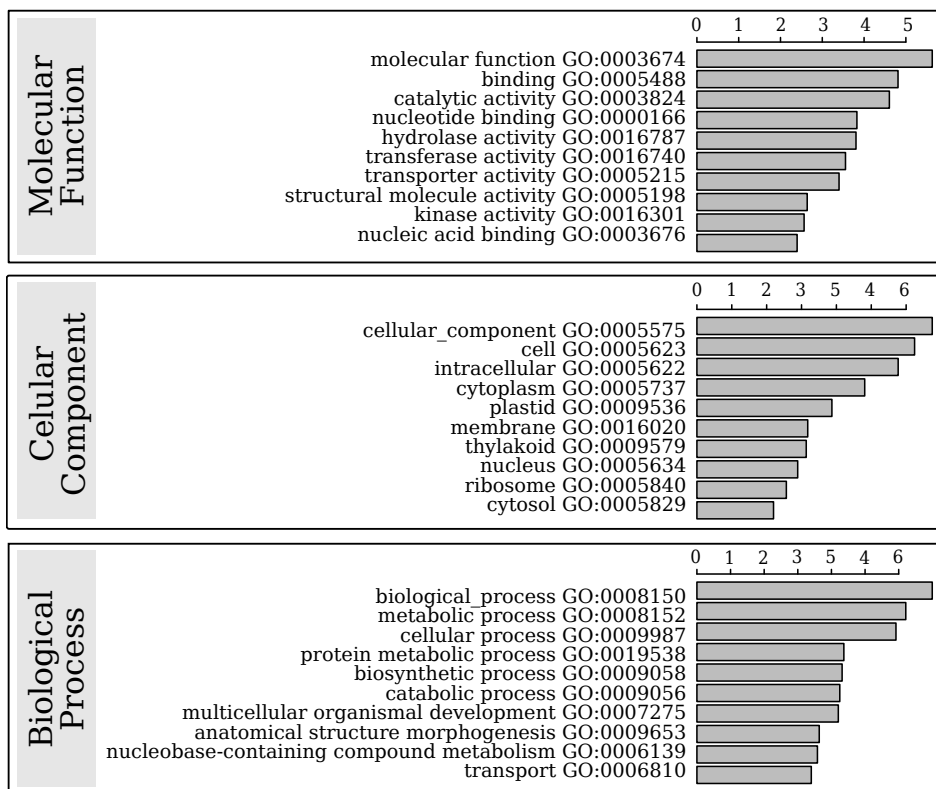 0 1 2 3 4 5
Molecular
Function
molecular function GO:0003674
binding GO:0005488
catalytic activity GO:0003824
nucleotide binding GO:0000166
hydrolase activity GO:0016787
transferase activity GO:0016740
transporter activity GO:0005215
structural molecule activity GO:0005198
kinase activity GO:0016301
nucleic acid binding GO:0003676
0 1 2 3 5 4 6
Celular
Component
cellular_component GO:0005575
cell GO:0005623
intracellular GO:0005622
cytoplasm GO:0005737
plastid GO:0009536
membrane GO:0016020
thylakoid GO:0009579
nucleus GO:0005634
ribosome GO:0005840
cytosol GO:0005829
0 1 2 3 5 4 6
Biological
Process
biological_process GO:0008150
metabolic process GO:0008152
cellular process GO:0009987
protein metabolic process GO:0019538
biosynthetic process GO:0009058
catabolic process GO:0009056
multicellular organismal development GO:0007275
anatomical structure morphogenesis GO:0009653
nucleobase-containing compound metabolism GO:0006139
transport GO:0006810